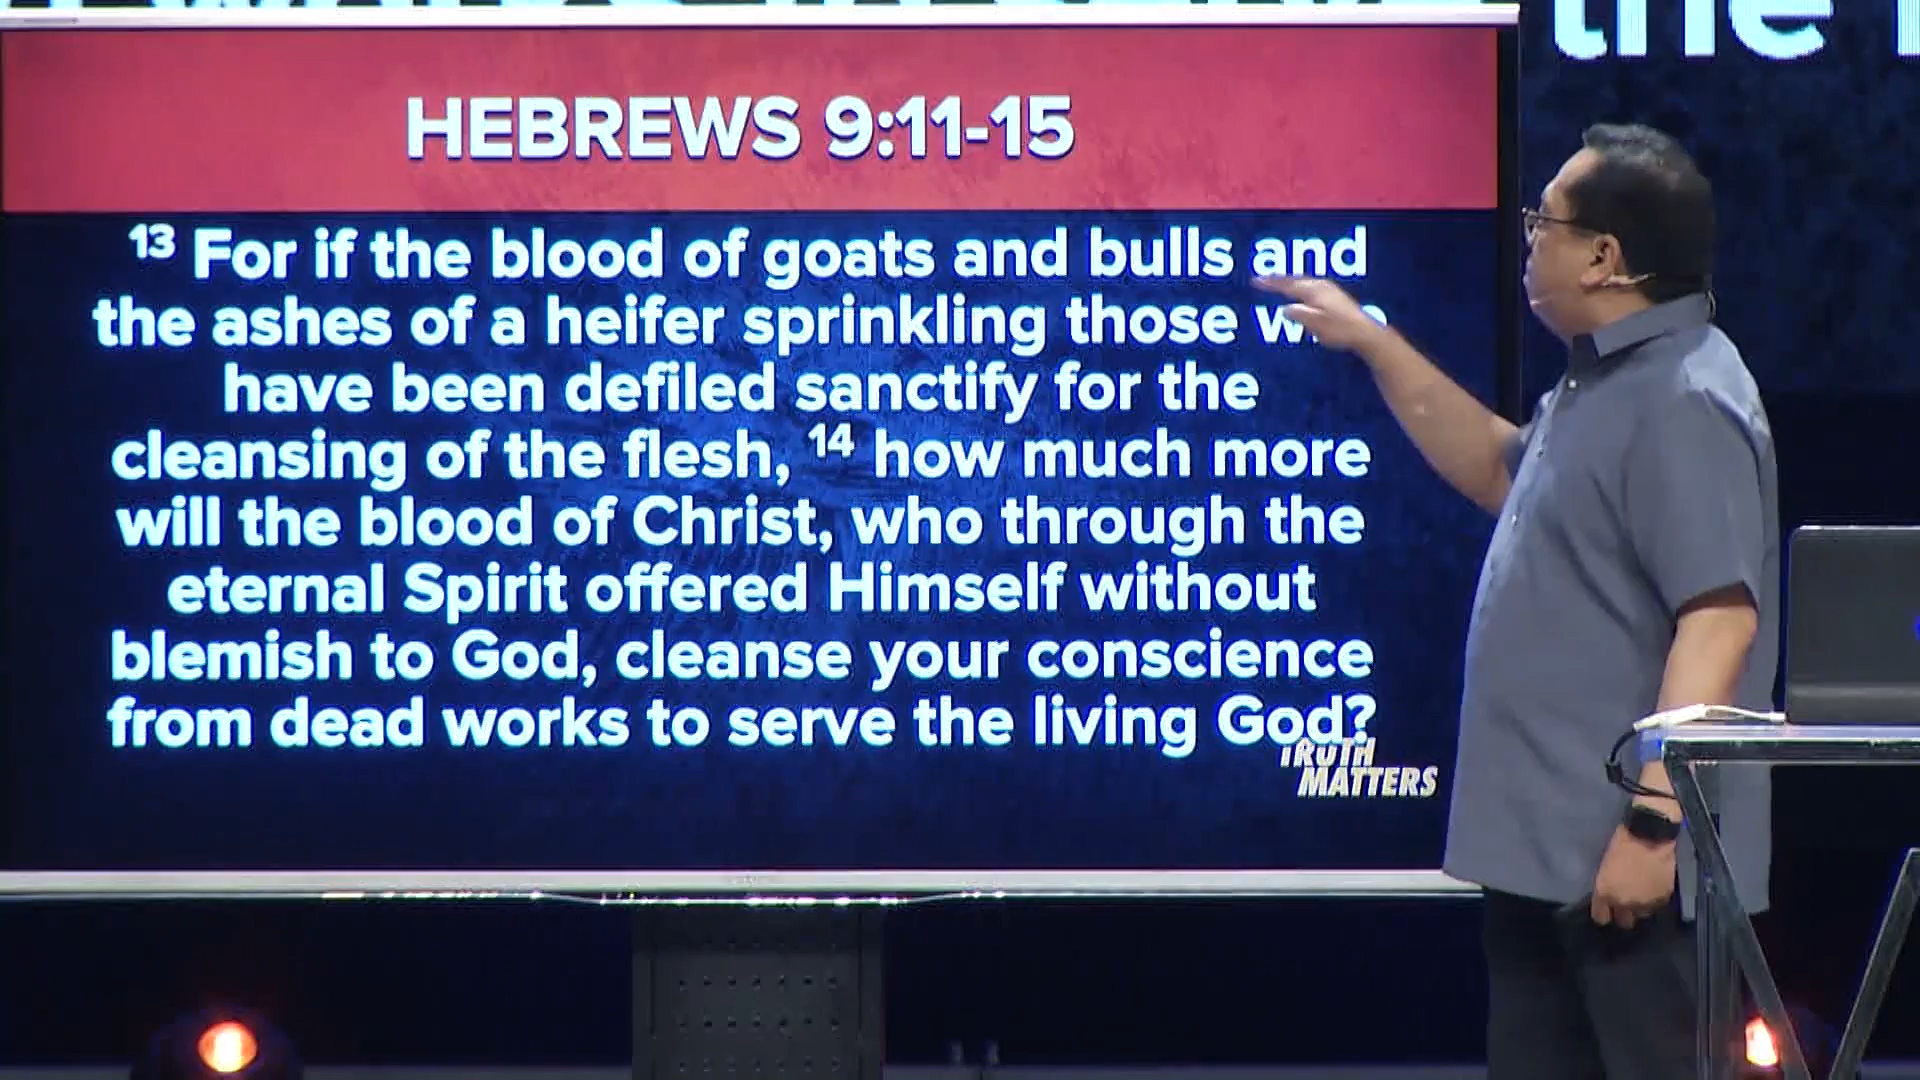 the
HEBREWS 9:11-15
13 For if the blood of goats and bulls and
the ashes of a heifer sprinkling those
have been defiled sanctify for the
cleansing of the flesh, 14 how much more
will the blood of Christ, who through the
eternal Spirit offered Himself without
blemish to God, cleanse your conscience
from dead works to serve the living God?
TRUTH
MATTERS